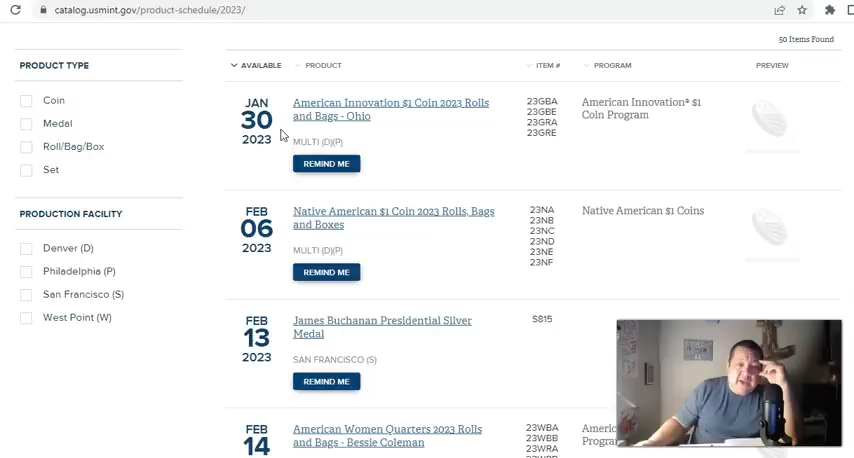 catalog.usmint.gov/product-schedule/2023/
50 Items Found
PRODUCT TYPE
Coin
Medal
Roll/Bag/Box
Set
PRODUCTION FACILITY
Denver (D)
Philadelphia (P)
San Francisco (S)
West Point (W)
AVAILABLE PRODUCT ITEM # PROGRAM PREVIEW
JAN
30
2023
American Innovation $1 Coin 2023 Rolls
and Bags - Ohio
MULTI (D)(P)
REMIND ME
23GBA
23GBE
23GRA
23GRE
American Innovation® $1
Coin Program
FEB
06
2023
Native American $1 Coin 2023 Rolls, Bags
and Boxes
MULTI (D)(P)
REMIND ME
23NA
23NB
23NC
23ND
23NE
23NF
Native American $1 Coins
FEB
13
2023
James Buchanan Presidential Silver
Medal
SAN FRANCISCO (S)
REMIND ME
S815
FEB
14
American Women Quarters 2023 Rolls
and Bags - Bessie Coleman
23WBA
23WBB
23WRA